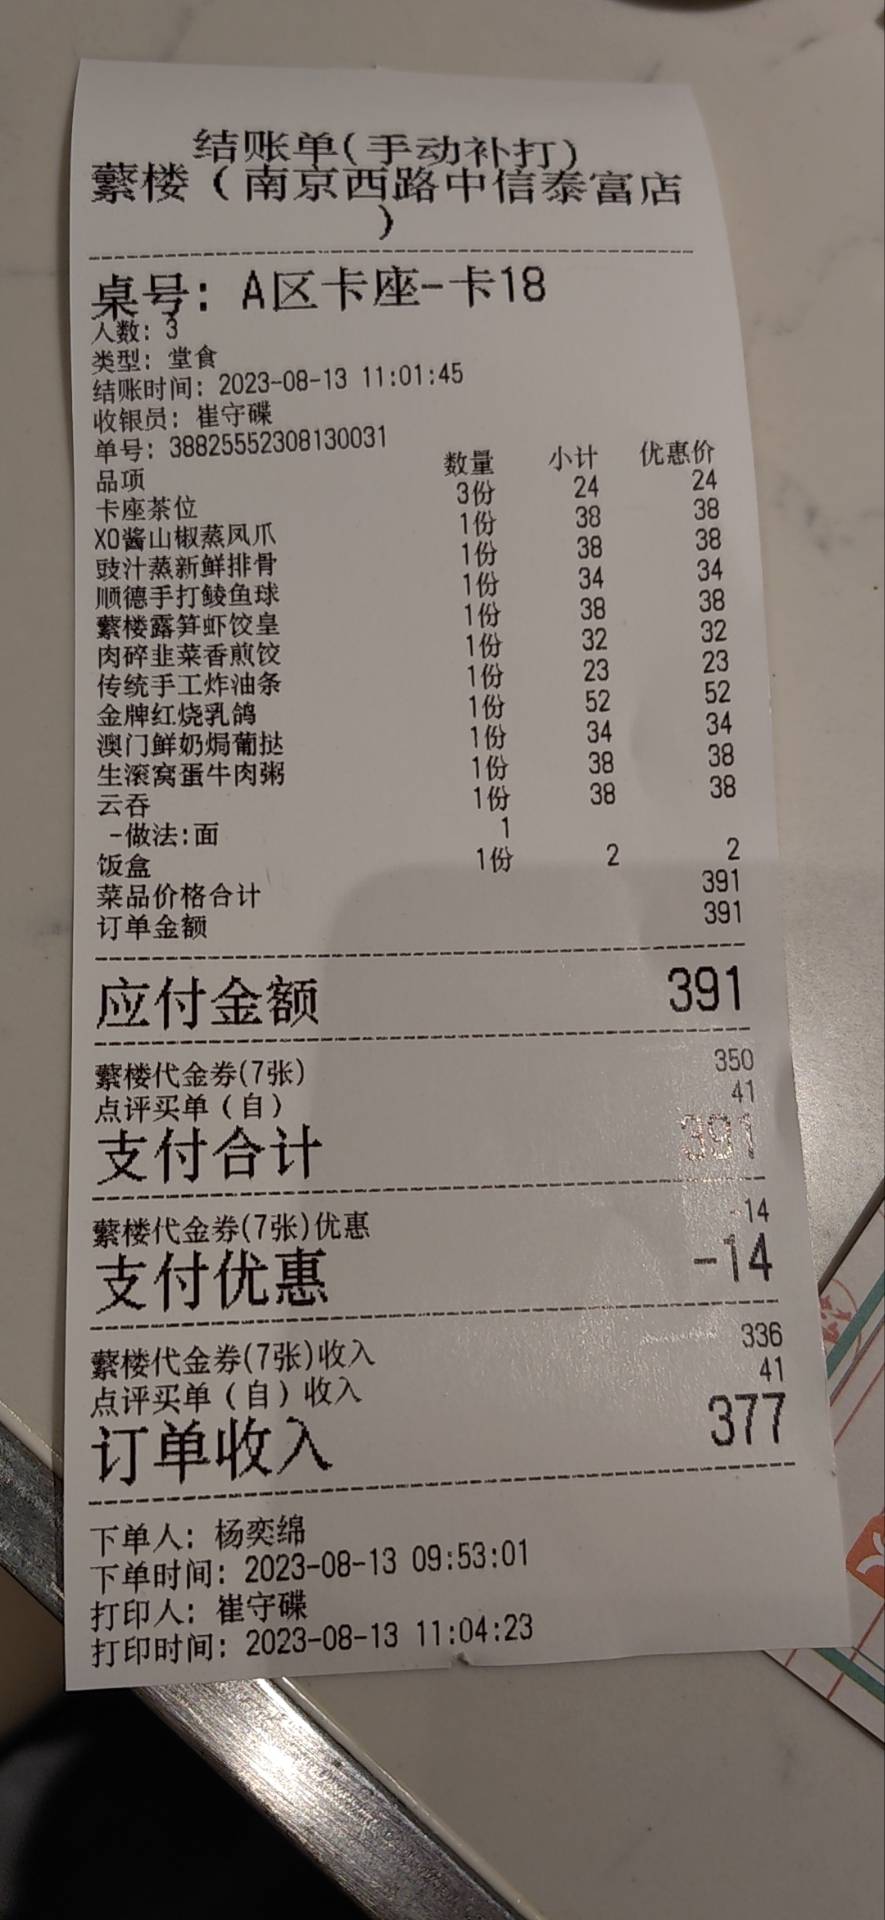 结账单(手动补打)
蘩楼（南京西路中信泰富店
）
桌号: A区卡座-卡18
人数: 3
类型: 堂食
结账时间: 2023-08-13 11:01:45
收银员: 崔守碟
单号: 38825552308130031
品项 数量 小计 优惠价
卡座茶位 3份 24 24
XO酱山椒蒸凤爪 1份 38 38
豉汁蒸新鲜排骨 1份 38 38
顺德手打鲮鱼球 1份 34 34
蘩楼露笋虾饺皇 1份 38 38
肉碎韭菜香煎饺 1份 32 32
传统手工炸油条 1份 23 23
金牌红烧乳鸽 1份 52 52
澳门鲜奶焗葡挞 1份 34 34
生滚窝蛋牛肉粥 1份 38 38
云吞 1份 38 38
-做法:面 1
饭盒 1份 2 2
菜品价格合计 391
订单金额 391
应付金额 391
蘩楼代金券(7张) 350
点评买单（自） 41
支付合计 391
蘩楼代金券(7张)优惠 -14
支付优惠 -14
蘩楼代金券(7张)收入 336
点评买单（自）收入 41
订单收入 377
下单人: 杨奕绵
下单时间: 2023-08-13 09:53:01
打印人: 崔守碟
打印时间: 2023-08-13 11:04:23